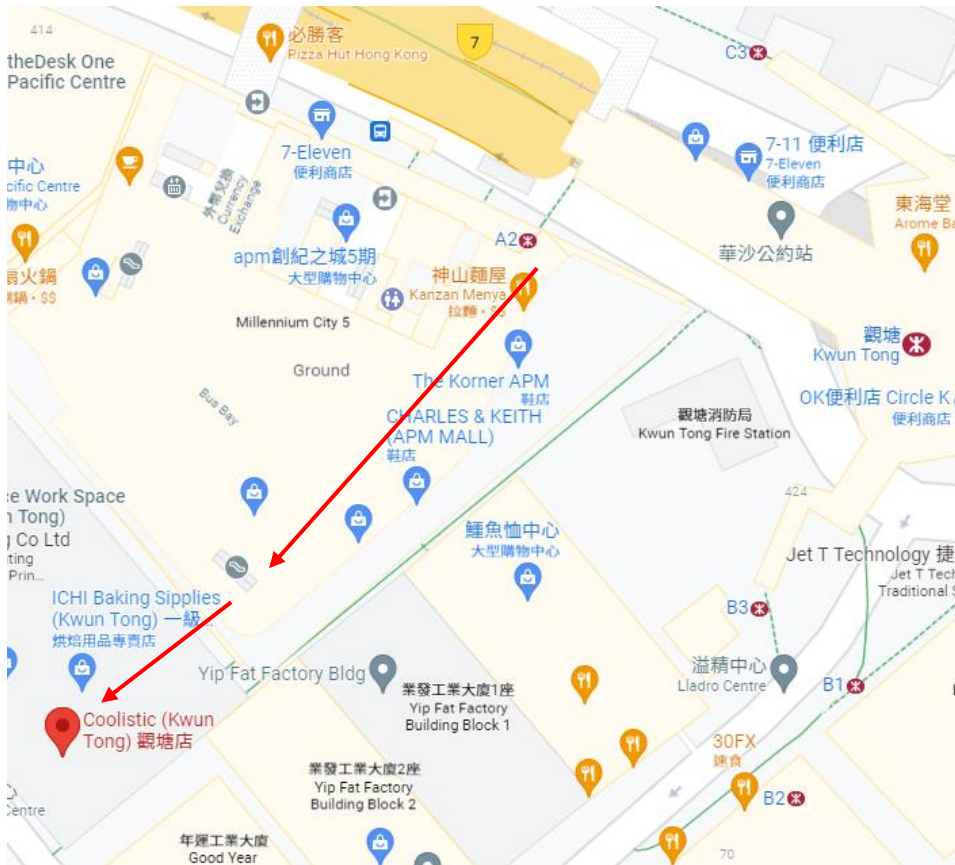 414
theDesk One
Pacific Centre
必勝客
Pizza Hut Hong Kong
7
C3
7-Eleven
便利商店
7-11 便利店
7-Eleven
便利商店
中心
cific Centre
物中心
外幣兌換
Currency
Exchange
東海堂
Arome Ba
A2
華沙公約站
apm創紀之城5期
大型購物中心
火鍋
鍋・$$
神山麵屋
Kanzan Menya
拉麵・$$
Millennium City 5
觀塘
Kwun Tong
Ground
The Korner APM
鞋店
OK便利店 Circle K
便利商店
Bus Bay
CHARLES & KEITH
(APM MALL)
鞋店
觀塘消防局
Kwun Tong Fire Station
ce Work Space
n Tong)
g Co Ltd
ting
Prin...
424
鱷魚恤中心
大型購物中心
Jet T Technology 捷
Jet T Tech
Traditional S
ICHI Baking Sipplies
(Kwun Tong) 一級...
烘焙用品專賣店
B3
Yip Fat Factory Bldg
溢精中心
Lladro Centre
B1
業發工業大廈1座
Yip Fat Factory
Building Block 1
Coolistic (Kwun
Tong) 觀塘店
30FX
速食
業發工業大廈2座
Yip Fat Factory
Building Block 2
B2
Centre
年運工業大廈
Good Year
70